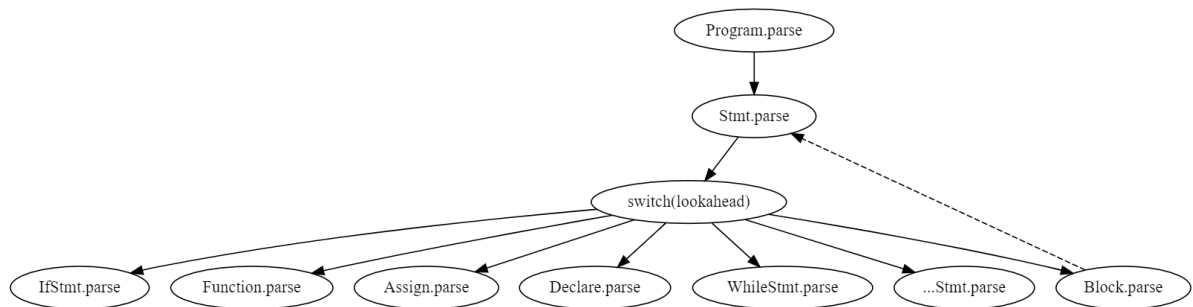 Program.parse
Stmt.parse
switch(lookahead)
IfStmt.parse
Function.parse
Assign.parse
Declare.parse
WhileStmt.parse
...Stmt.parse
Block.parse